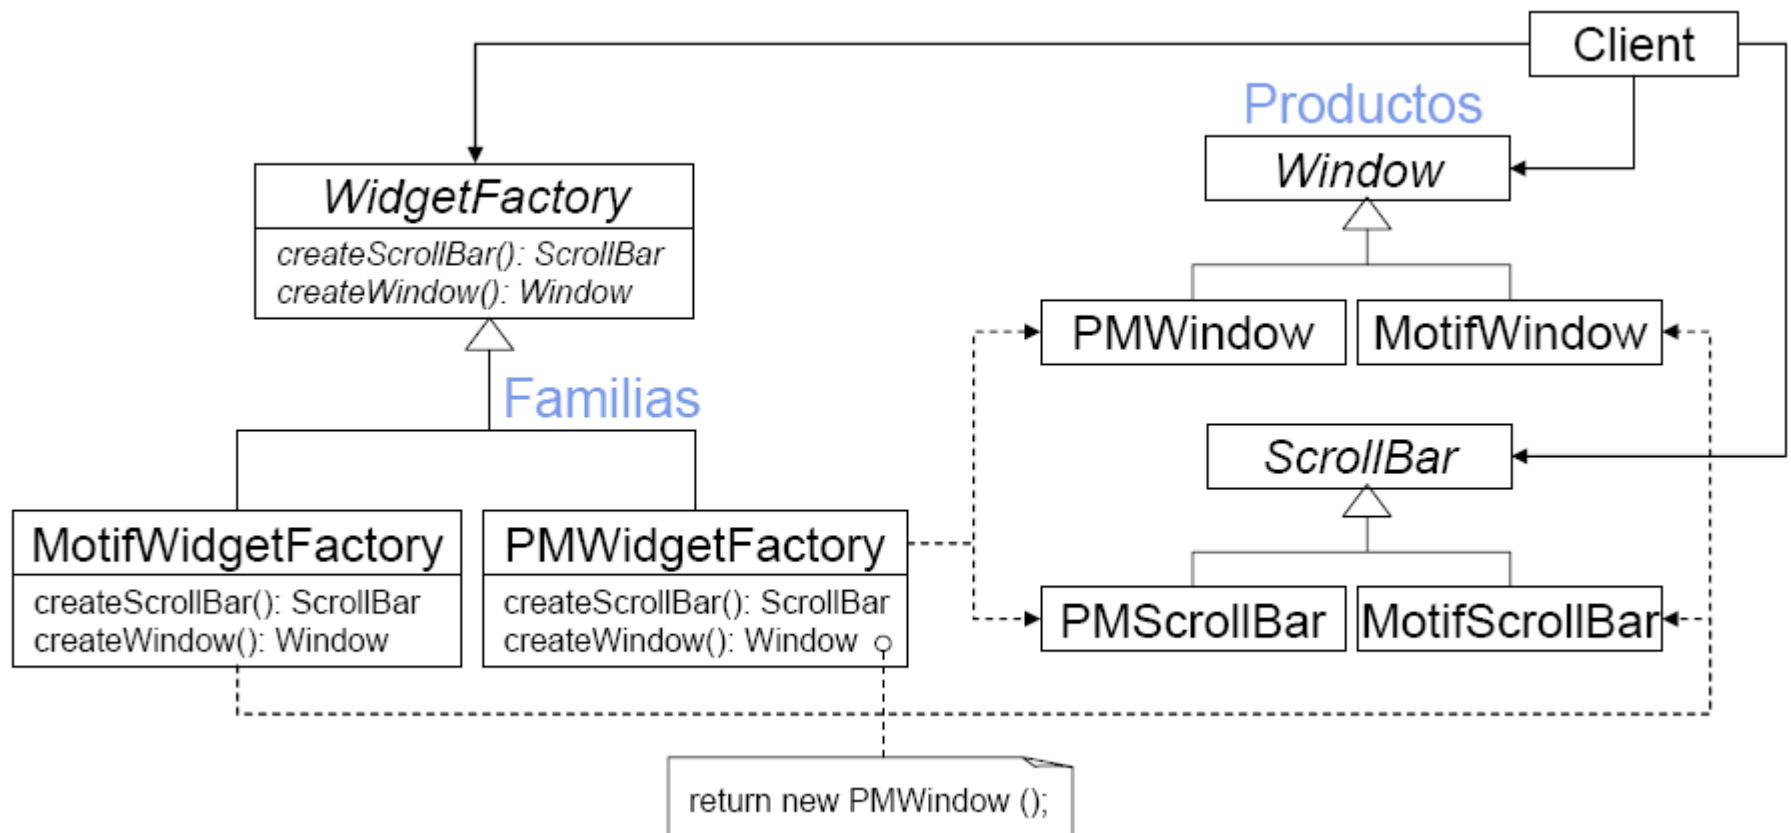 Client
Productos
Window
WidgetFactory
createScrollBar(): ScrollBar
createWindow(): Window
PMWindow
MotifWindow
Familias
ScrollBar
MotifWidgetFactory
createScrollBar(): ScrollBar
createWindow(): Window
PMWidgetFactory
createScrollBar(): ScrollBar
createWindow(): Window
PMScrollBar
MotifScrollBar
return new PMWindow ();